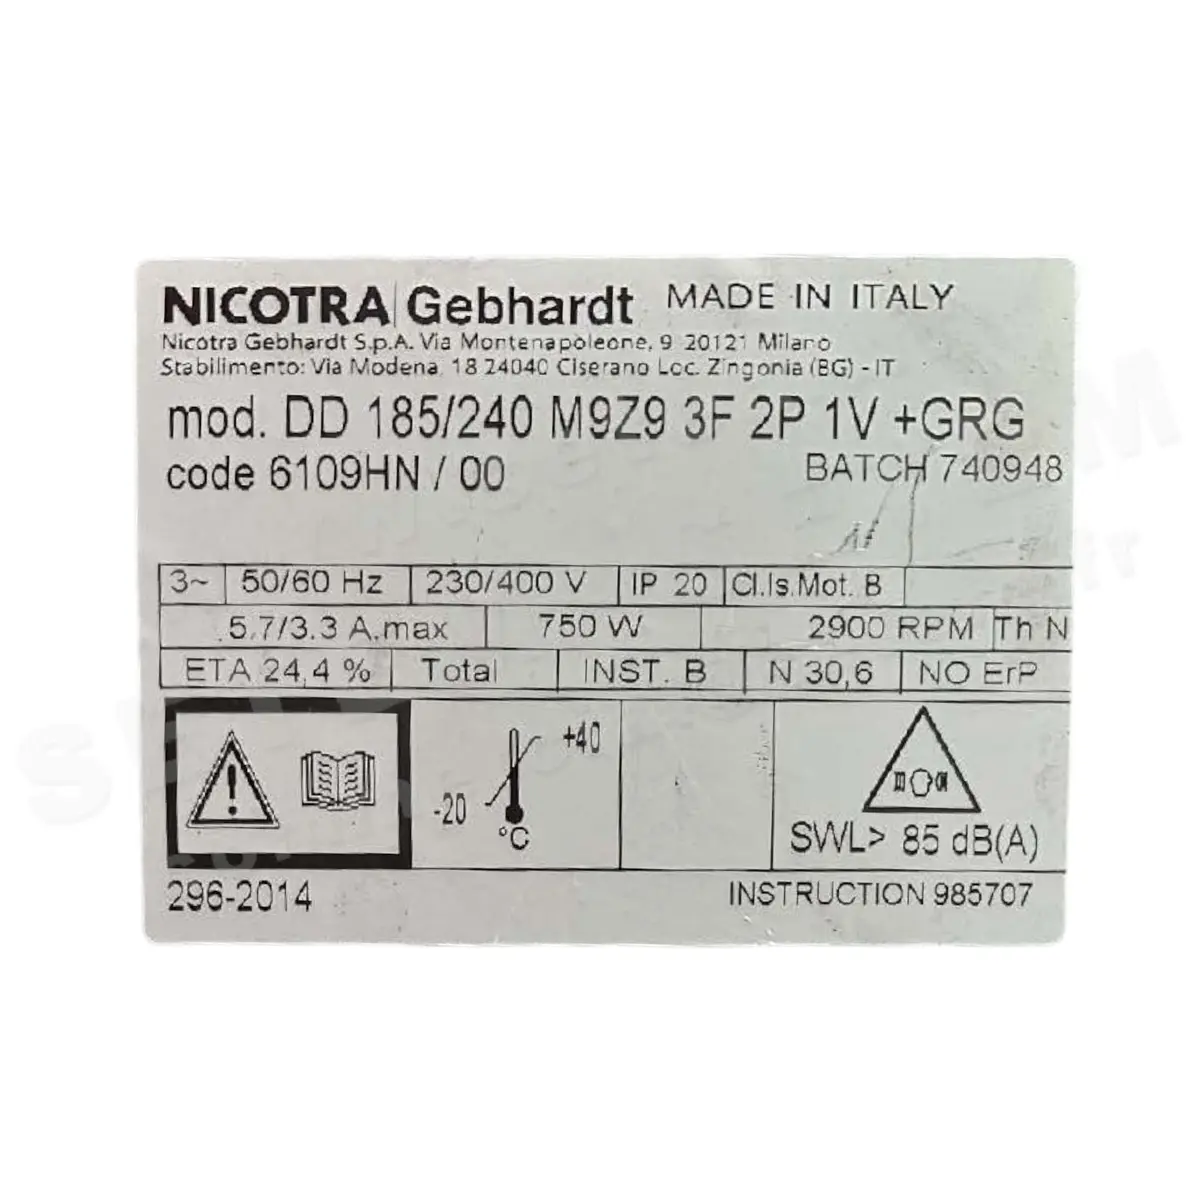 NICOTRA Gebhardt MADE IN ITALY
Nicotra Gebhardt S.p.A. Via Montenapoleone, 9 20121 Milano
Stabilimento: Via Modena, 18 24040 Ciserano Loc. Zingonia (BG) - IT
mod. DD 185/240 M9Z9 3F 2P 1V +GRG
code 6109HN / 00 BATCH 740948
3~ 50/60 Hz 230/400 V IP 20 Cl.Is.Mot. B
5.7/3.3 A.max 750 W 2900 RPM Th N
ETA 24,4 % Total INST. B N 30,6 NO ErP
+40
-20
°C
SWL> 85 dB(A)
296-2014 INSTRUCTION 985707